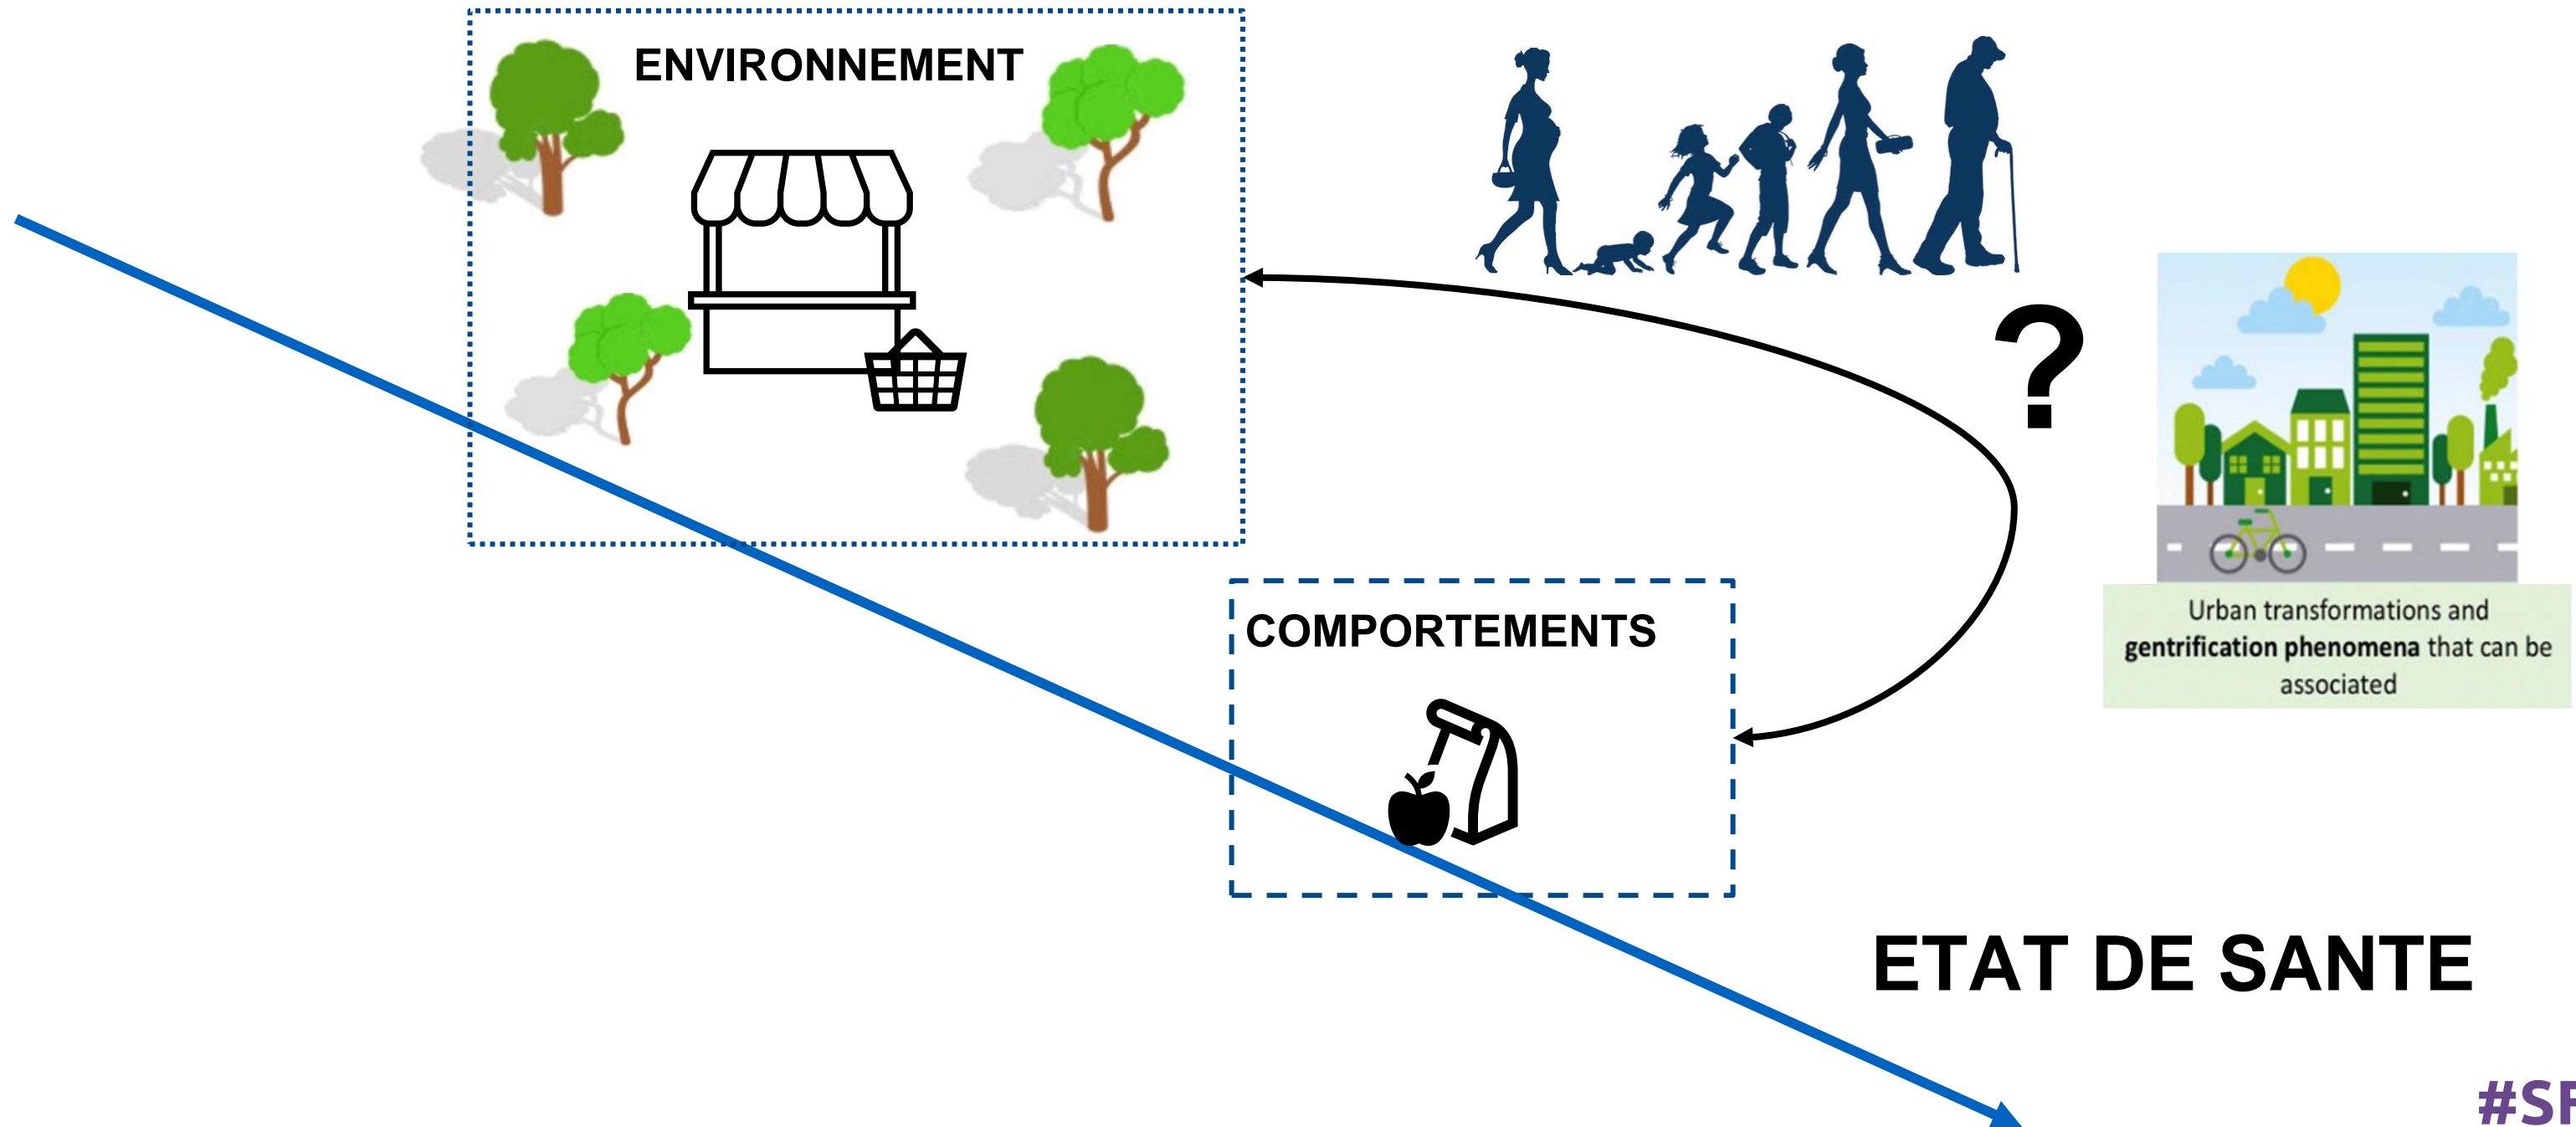 ENVIRONNEMENT
?
COMPORTEMENTS
Urban transformations and
gentrification phenomena that can be
associated
ETAT DE SANTE